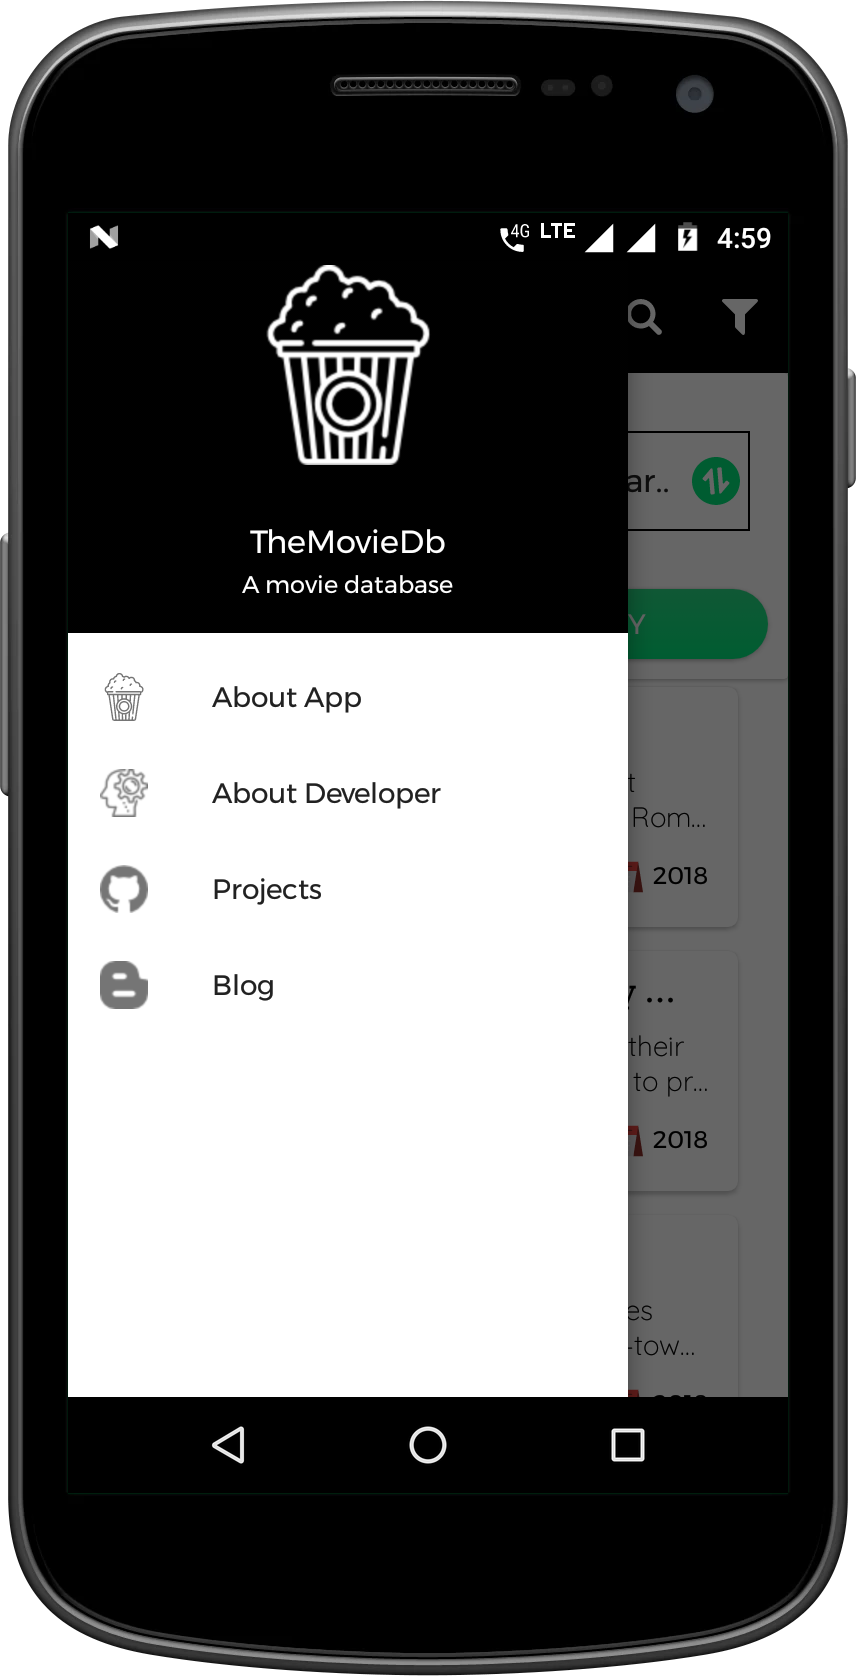 4G LTE 4:59
ar..
TheMovieDb
A movie database
Y
About App
About Developer
Projects
Blog
t
Rom...
2018
y ...
their
to pr...
2018
es
-tow...